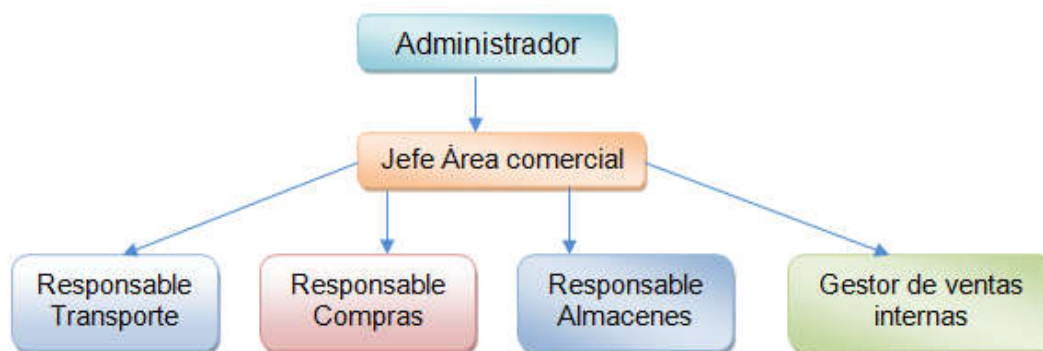 Administrador
Jefe Área comercial
Responsable
Transporte
Responsable
Compras
Responsable
Almacenes
Gestor de ventas
internas